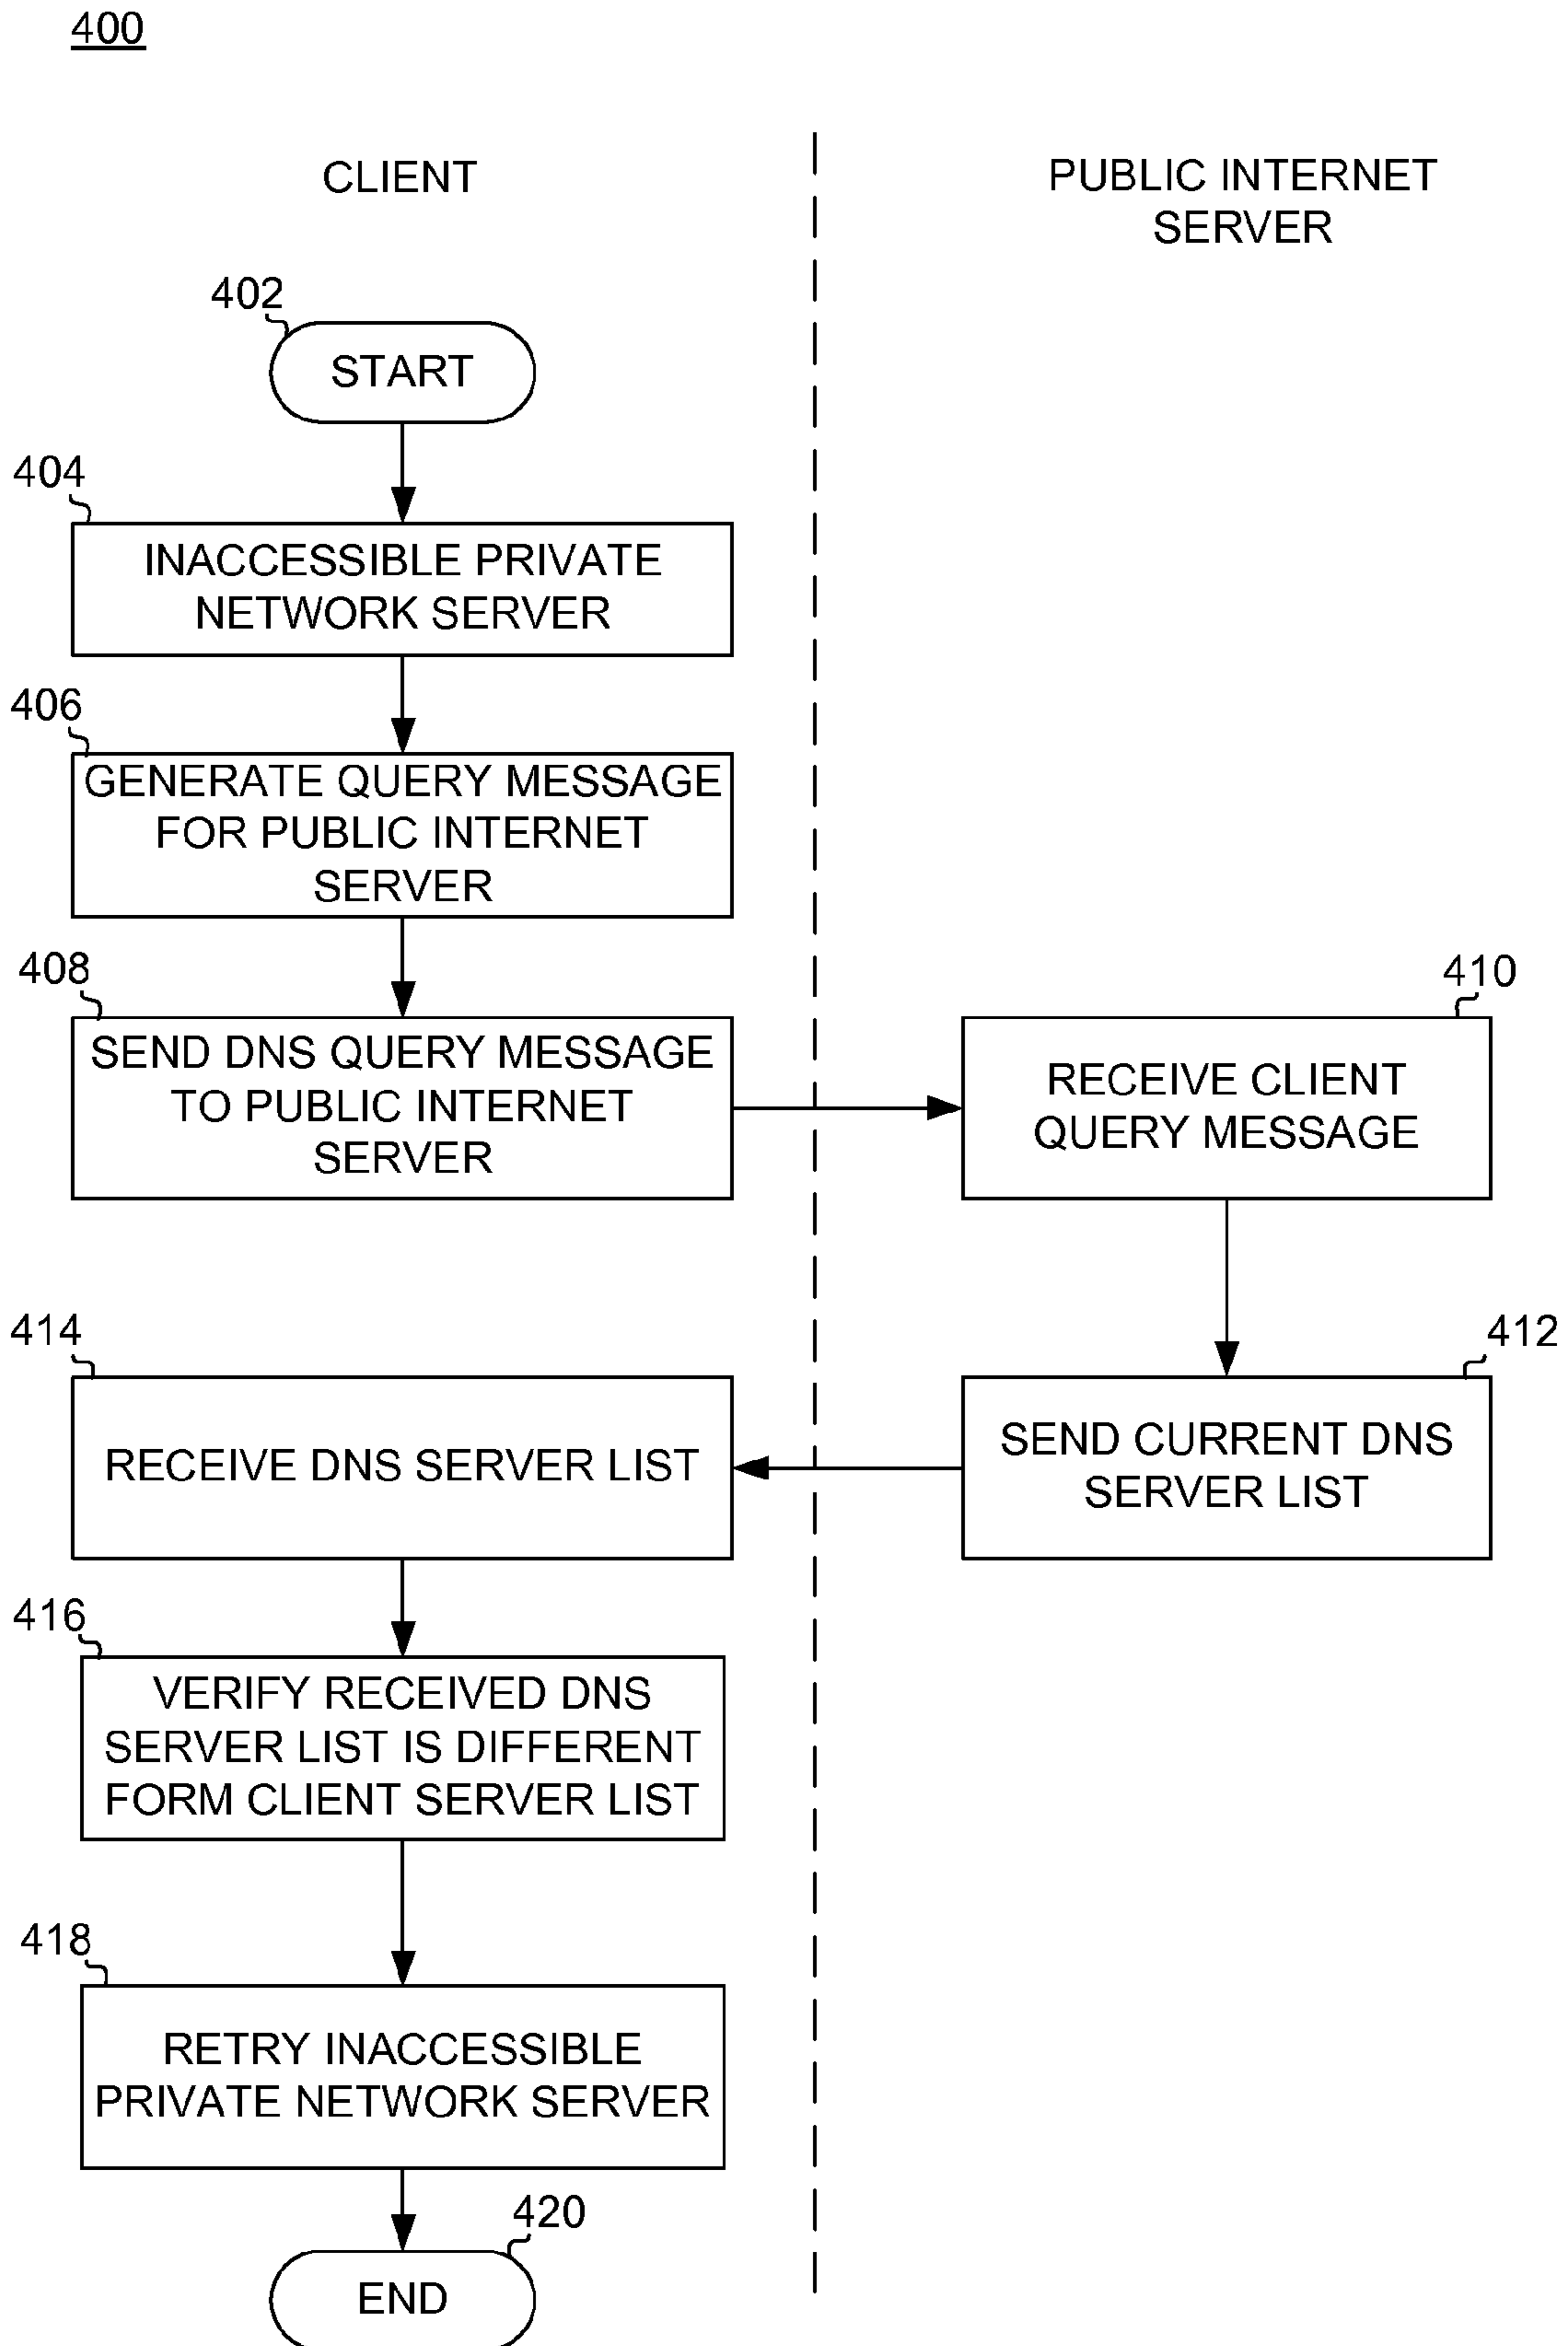 400
CLIENT
PUBLIC INTERNET
SERVER
402
START
404
INACCESSIBLE PRIVATE
NETWORK SERVER
406
GENERATE QUERY MESSAGE
FOR PUBLIC INTERNET
SERVER
408
SEND DNS QUERY MESSAGE
TO PUBLIC INTERNET
SERVER
410
RECEIVE CLIENT
QUERY MESSAGE
412
SEND CURRENT DNS
SERVER LIST
414
RECEIVE DNS SERVER LIST
416
VERIFY RECEIVED DNS
SERVER LIST IS DIFFERENT
FORM CLIENT SERVER LIST
418
RETRY INACCESSIBLE
PRIVATE NETWORK SERVER
420
END